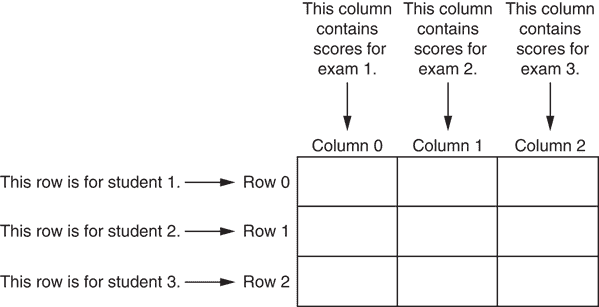 This column
contains
scores for
exam 1.
This column
contains
scores for
exam 2.
This column
contains
scores for
exam 3.
Column 0
Column 1
Column 2
This row is for student 1.
Row 0
This row is for student 2.
Row 1
This row is for student 3.
Row 2